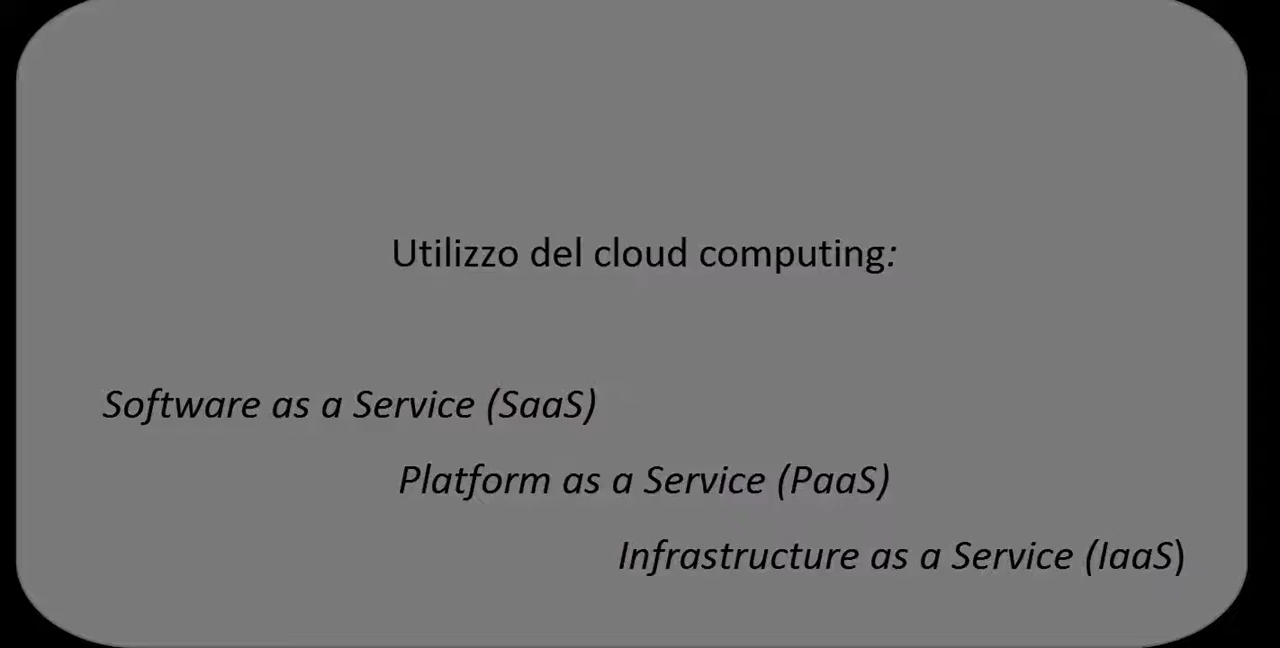 Utilizzo del cloud computing:
Software as a Service (SaaS)
Platform as a Service (PaaS)
Infrastructure as a Service (IaaS)